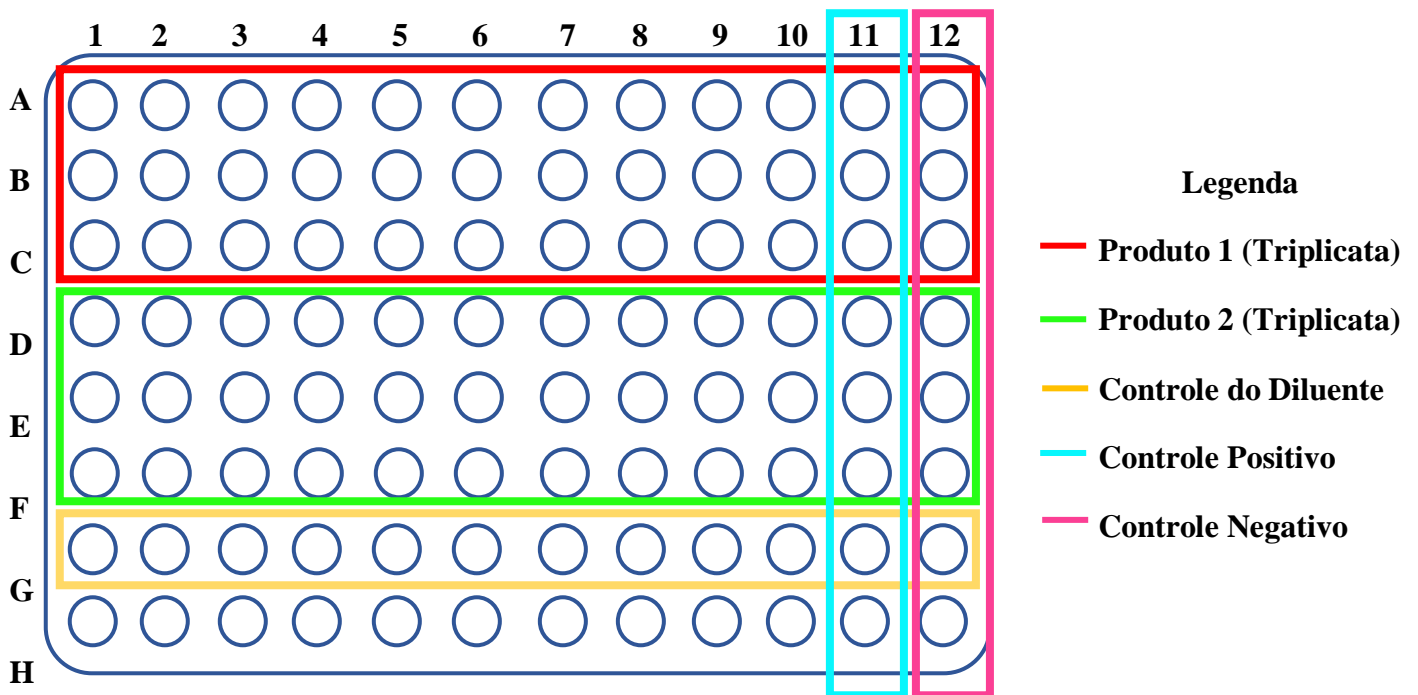 1 2 3 4 5 6 7 8 9 10 11 12
A
B
C
D
E
F
G
H
Legenda
Produto 1 (Triplicata)
Produto 2 (Triplicata)
Controle do Diluente
Controle Positivo
Controle Negativo